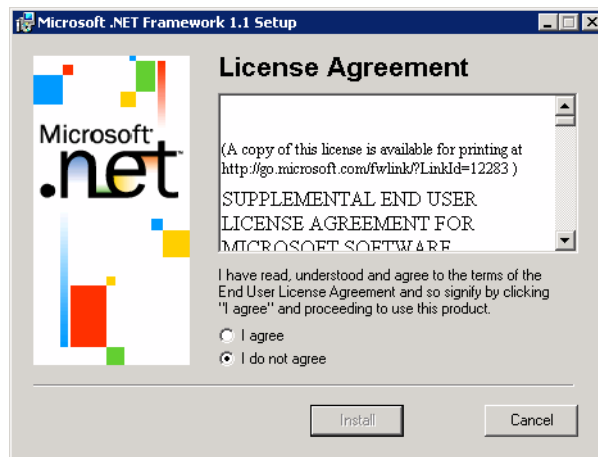 Microsoft .NET Framework 1.1 Setup
License Agreement
Microsoft
.net
(A copy of this license is available for printing at
http://go.microsoft.com/fwlink/?LinkId=12283 )
SUPPLEMENTAL END USER
LICENSE AGREEMENT FOR
MICROSOFT SOFTWARE
I have read, understood and agree to the terms of the
End User License Agreement and so signify by clicking
"I agree" and proceeding to use this product.
I agree
I do not agree
Install
Cancel